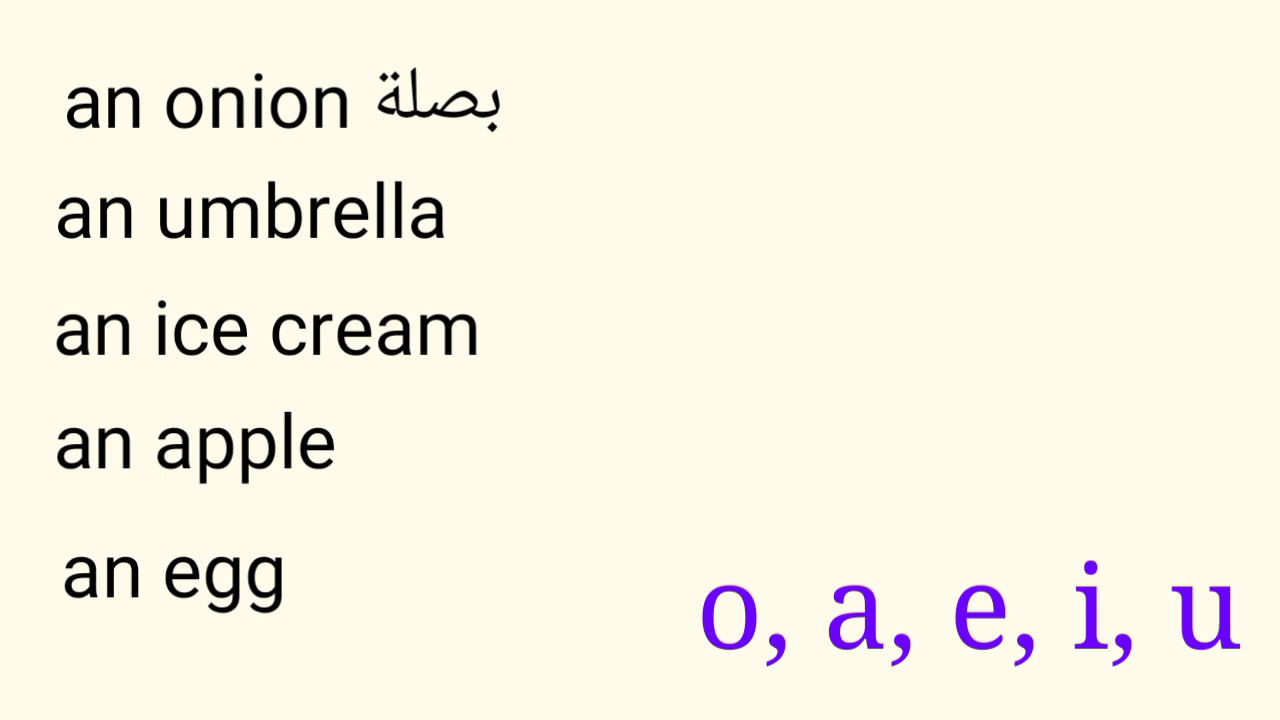 an onion بصلة
an umbrella
an ice cream
an apple
an egg
o, a, e, i, u